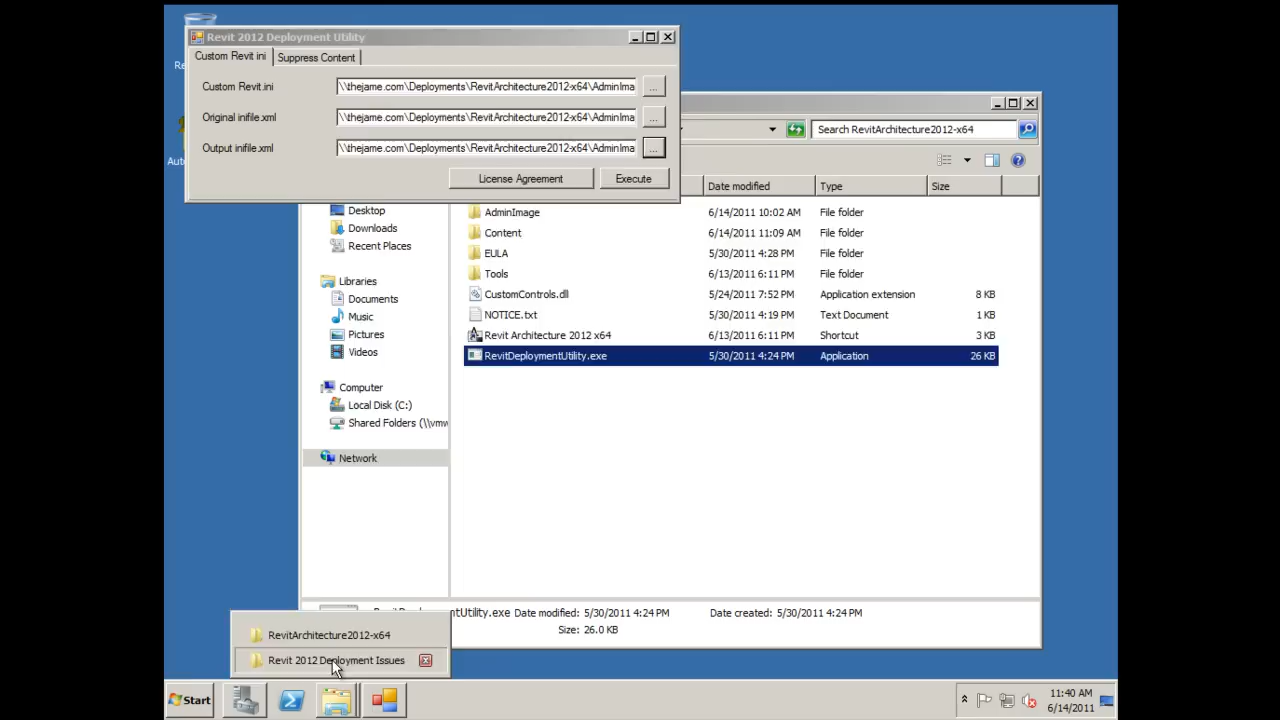 Re
Revit 2012 Deployment Utility
Custom Revit ini
Suppress Content
Custom Revit.ini
\\thejame.com\Deployments\RevitArchitecture2012-x64\AdminIma
...
Original inifile.xml
\\thejame.com\Deployments\RevitArchitecture2012-x64\AdminIma
...
Output inifile.xml
\\thejame.com\Deployments\RevitArchitecture2012-x64\AdminIma
...
License Agreement
Execute
Aut
Search RevitArchitecture2012-x64
Date modified
Type
Size
Desktop
Downloads
Recent Places
Libraries
Documents
Music
Pictures
Videos
Computer
Local Disk (C:)
Shared Folders (\\vmw
Network
AdminImage 6/14/2011 10:02 AM File folder
Content 6/14/2011 11:09 AM File folder
EULA 5/30/2011 4:28 PM File folder
Tools 6/13/2011 6:11 PM File folder
CustomControls.dll 5/24/2011 7:52 PM Application extension 8 KB
NOTICE.txt 5/30/2011 4:19 PM Text Document 1 KB
Revit Architecture 2012 x64 6/13/2011 6:11 PM Shortcut 3 KB
RevitDeploymentUtility.exe 5/30/2011 4:24 PM Application 26 KB
ntUtility.exe Date modified: 5/30/2011 4:24 PM Date created: 5/30/2011 4:24 PM
Size: 26.0 KB
RevitArchitecture2012-x64
Revit 2012 Deployment Issues
Start
11:40 AM
6/14/2011